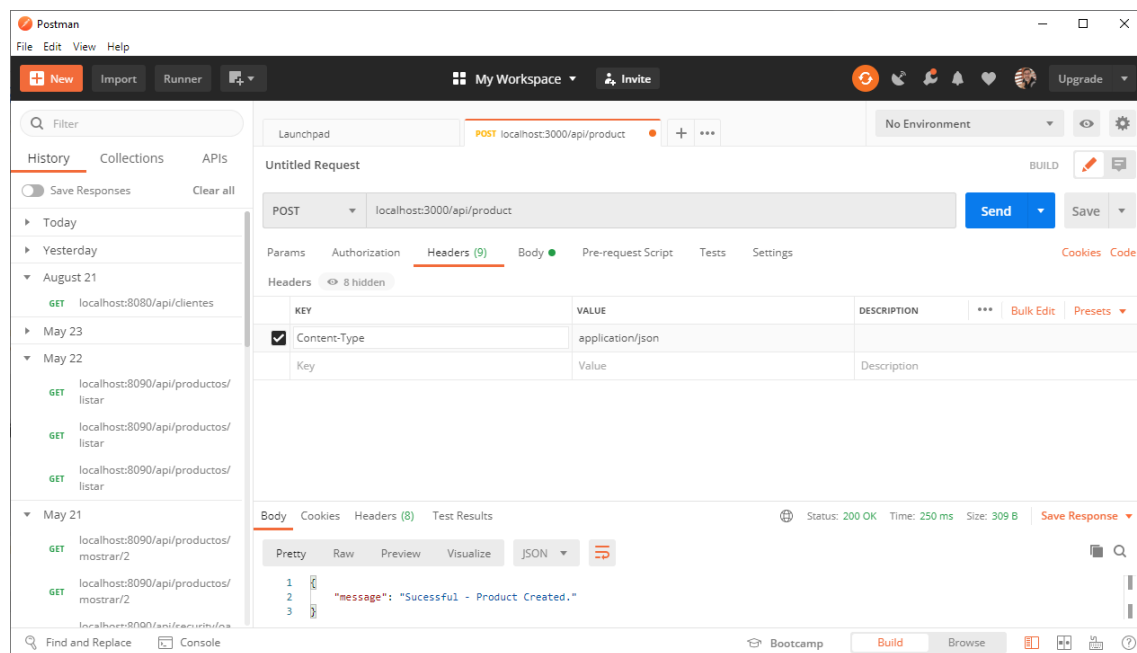 Postman
File Edit View Help
New Import Runner My Workspace Invite Upgrade
Filter
History Collections APIs
Save Responses Clear all
Today
Yesterday
August 21
GET localhost:8080/api/clientes
May 23
May 22
GET localhost:8090/api/productos/
listar
GET localhost:8090/api/productos/
listar
GET localhost:8090/api/productos/
listar
May 21
GET localhost:8090/api/productos/
mostrar/2
GET localhost:8090/api/productos/
mostrar/2
Launchpad POST localhost:3000/api/product + ••• No Environment
Untitled Request BUILD
POST localhost:3000/api/product Send Save
Params Authorization Headers (9) Body Pre-request Script Tests Settings Cookies Code
Headers 8 hidden
KEY VALUE DESCRIPTION ••• Bulk Edit Presets
Content-Type application/json
Key Value Description
Body Cookies Headers (8) Test Results Status: 200 OK Time: 250 ms Size: 309 B Save Response
Pretty Raw Preview Visualize JSON
1 {
2 "message": "Sucessful - Product Created."
3 }
Find and Replace Console Bootcamp Build Browse